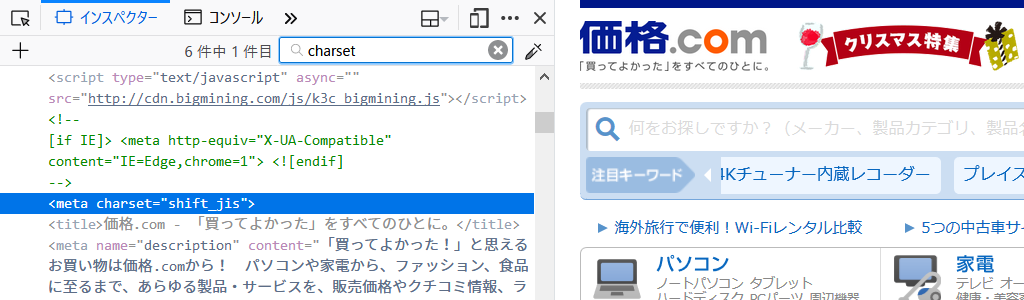 インスペクター コンソール
6 件中 1 件目 charset
<script type="text/javascript" async=""
src="http://cdn.bigmining.com/js/k3c_bigmining.js"></script>
<!--
[if IE]> <meta http-equiv="X-UA-Compatible"
content="IE=Edge,chrome=1"> <![endif]
-->
<meta charset="shift_jis">
<title>価格.com - 「買ってよかった」をすべてのひとに。</title>
<meta name="description" content="「買ってよかった！」と思える
お買い物は価格.comから！　パソコンや家電から、ファッション、食品
に至るまで、あらゆる製品・サービスを、販売価格やクチコミ情報、ラ
価格.com
「買ってよかった」をすべてのひとに。
クリスマス特集
何をお探しですか？（メーカー、製品カテゴリ、製品名
注目キーワード
4Kチューナー内蔵レコーダー
プレイス
海外旅行で便利！Wi-Fiレンタル比較
5つの中古車サー
パソコン
ノートパソコン タブレット
ハードディスク PCパーツ 周辺機器
家電
テレビ オー
健康・美容家